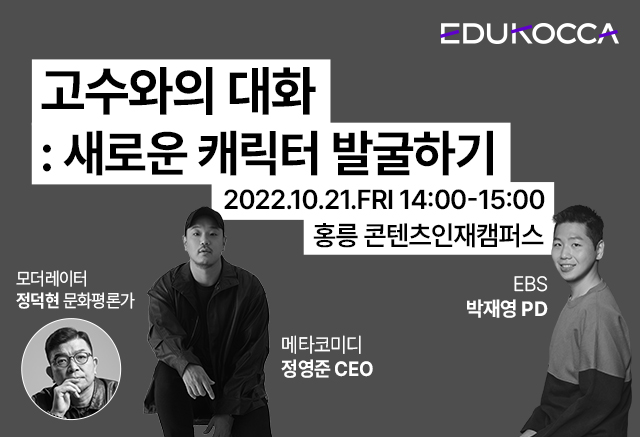 EDUKOCCA
고수와의 대화
: 새로운 캐릭터 발굴하기
2022.10.21.FRI 14:00-15:00
홍릉 콘텐츠인재캠퍼스
모더레이터
정덕현 문화평론가
메타코미디
정영준 CEO
EBS
박재영 PD